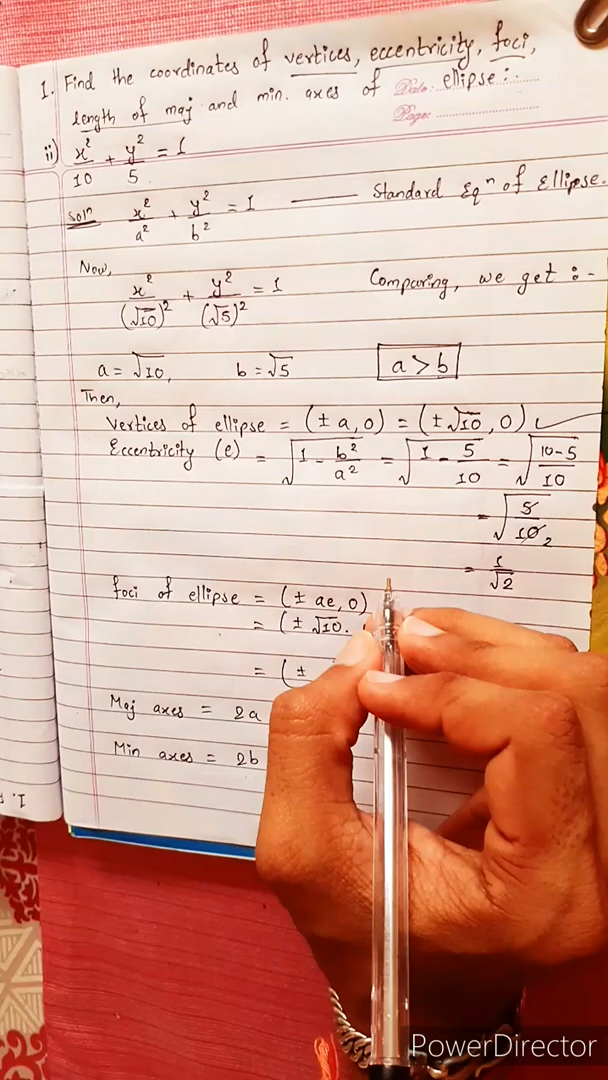 1. Find the coordinates of vertices, eccentricity, foci,
length of maj and min. axes of ellipse :-
Date: ............
Page: ............
ii) x²/10 + y²/5 = 1
Solⁿ x²/a² + y²/b² = 1 —— Standard Eqⁿ of Ellipse.
Now,
x²/(√10)² + y²/(√5)² = 1 Comparing, we get :-
a = √10, b = √5 a > b
Then,
Vertices of ellipse = (± a, 0) = (± √10, 0) ✓
Eccentricity (e) = √(1 - b²/a²) = √(1 - 5/10) = √((10-5)/10)
= √(5/10) 2
= 1/√2
foci of ellipse = (± ae, 0)
= (± √10.
= (±
Maj axes = 2a
Min axes = 2b
PowerDirector